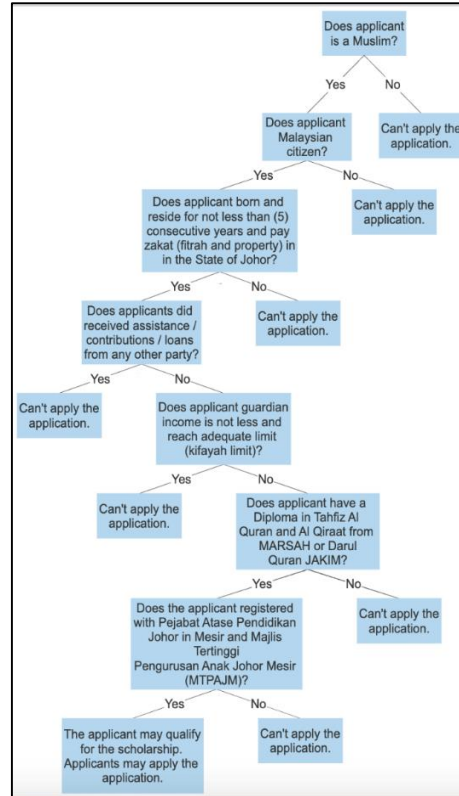 Does applicant
is a Muslim?
Yes
No
Does applicant
Malaysian
citizen?
Can't apply the
application.
Yes
No
Does applicant born and
reside for not less than (5)
consecutive years and pay
zakat (fitrah and property) in
in the State of Johor?
Can't apply the
application.
Yes
No
Does applicants did
received assistance /
contributions / loans
from any other party?
Can't apply the
application.
Yes
No
Can't apply the
application.
Does applicant guardian
income is not less and
reach adequate limit
(kifayah limit)?
Yes
No
Can't apply the
application.
Does applicant have a
Diploma in Tahfiz Al
Quran and Al Qiraat from
MARSAH or Darul
Quran JAKIM?
Yes
No
Does the applicant registered
with Pejabat Atase Pendidikan
Johor in Mesir and Majlis
Tertinggi
Pengurusan Anak Johor Mesir
(MTPAJM)?
Can't apply the
application.
Yes
No
The applicant may qualify
for the scholarship.
Applicants may apply the
application.
Can't apply the
application.